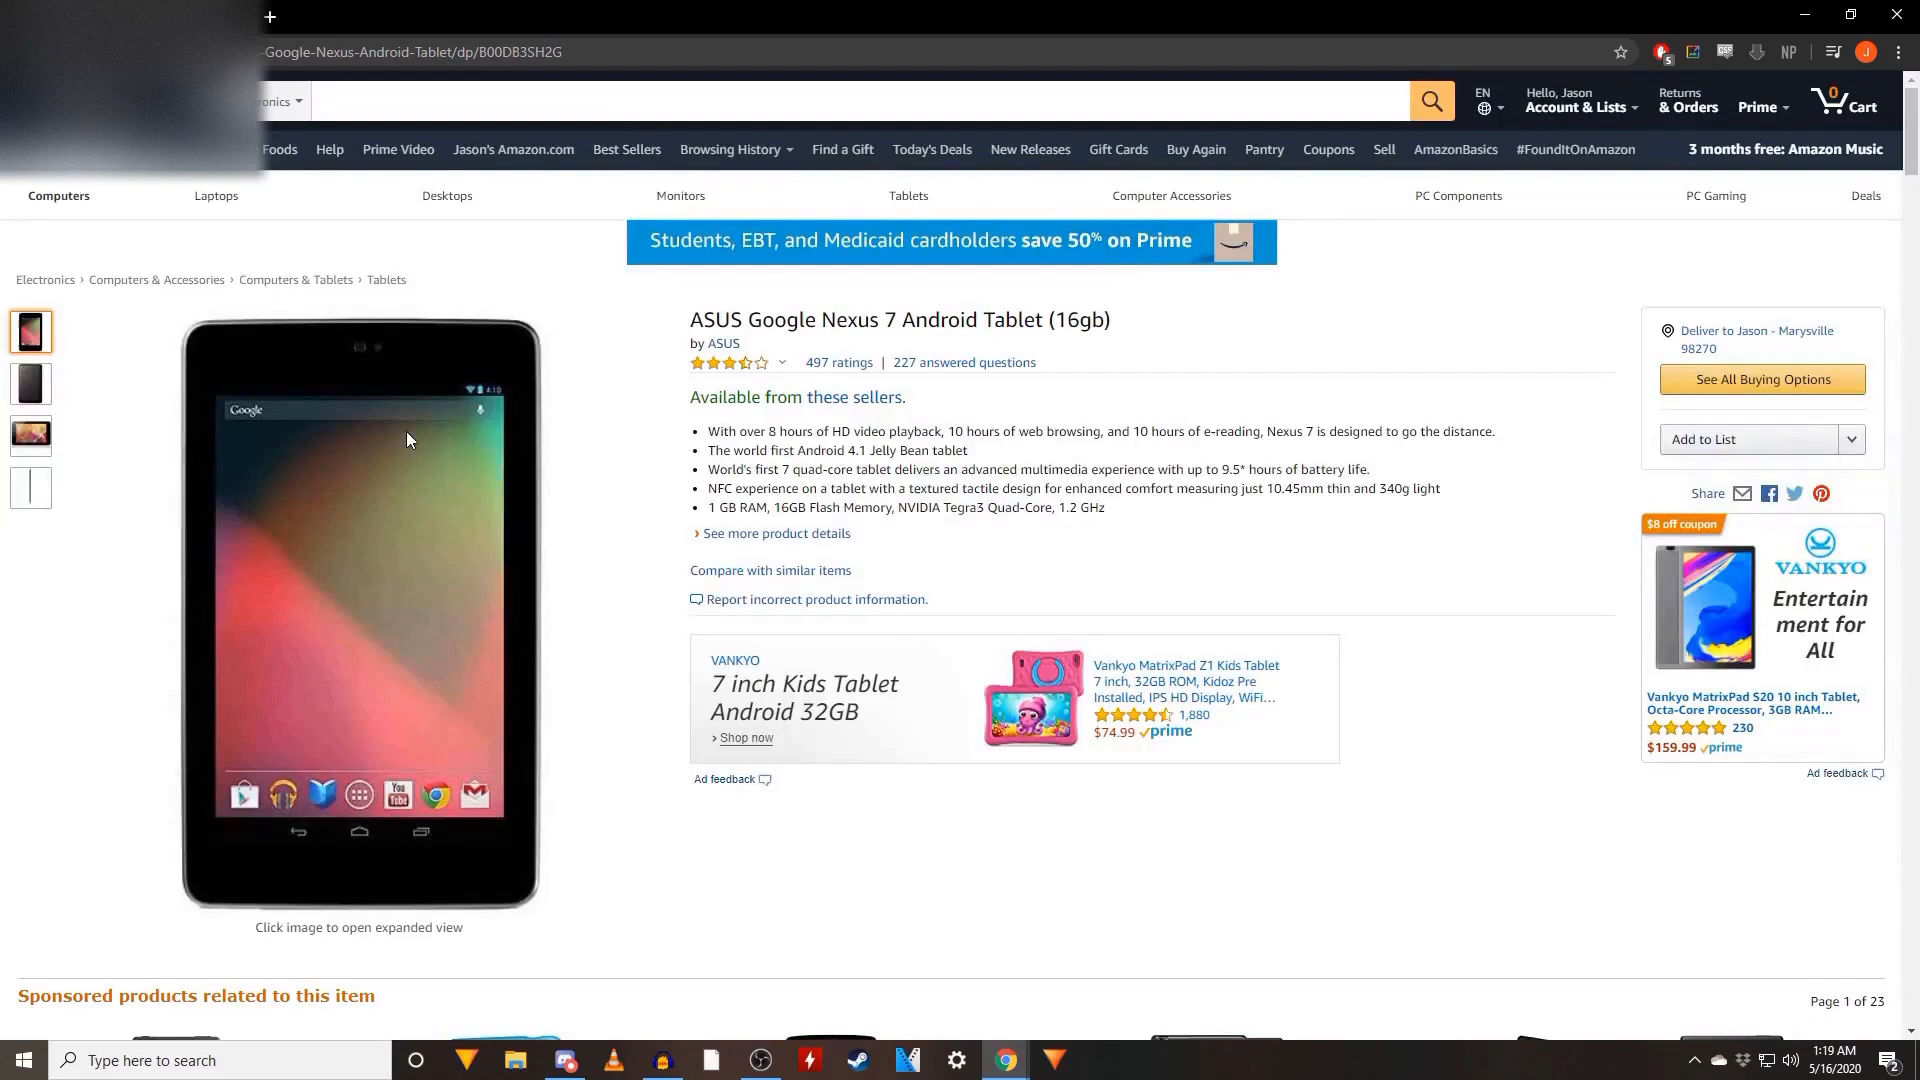 -Google-Nexus-Android-Tablet/dp/B00DB3SH2G
5
CSP
NP
J
ronics
EN
Hello, Jason
Account & Lists
Returns
& Orders
Prime
0
Cart
Foods
Help
Prime Video
Jason's Amazon.com
Best Sellers
Browsing History
Find a Gift
Today's Deals
New Releases
Gift Cards
Buy Again
Pantry
Coupons
Sell
AmazonBasics
#FoundItOnAmazon
3 months free: Amazon Music
Computers
Laptops
Desktops
Monitors
Tablets
Computer Accessories
PC Components
PC Gaming
Deals
Students, EBT, and Medicaid cardholders save 50% on Prime
Electronics › Computers & Accessories › Computers & Tablets › Tablets
Google
4:10
You
Tube
Click image to open expanded view
ASUS Google Nexus 7 Android Tablet (16gb)
by ASUS
497 ratings | 227 answered questions
Available from these sellers.
• With over 8 hours of HD video playback, 10 hours of web browsing, and 10 hours of e-reading, Nexus 7 is designed to go the distance.
• The world first Android 4.1 Jelly Bean tablet
• World's first 7 quad-core tablet delivers an advanced multimedia experience with up to 9.5* hours of battery life.
• NFC experience on a tablet with a textured tactile design for enhanced comfort measuring just 10.45mm thin and 340g light
• 1 GB RAM, 16GB Flash Memory, NVIDIA Tegra3 Quad-Core, 1.2 GHz
› See more product details
Compare with similar items
Report incorrect product information.
VANKYO
7 inch Kids Tablet
Android 32GB
› Shop now
Vankyo MatrixPad Z1 Kids Tablet
7 inch, 32GB ROM, Kidoz Pre
Installed, IPS HD Display, WiFi...
1,880
$74.99 prime
Ad feedback
Deliver to Jason - Marysville
98270
See All Buying Options
Add to List
Share
$8 off coupon
VANKYO
Entertain
ment for
All
Vankyo MatrixPad S20 10 inch Tablet,
Octa-Core Processor, 3GB RAM...
230
$159.99 prime
Ad feedback
Sponsored products related to this item
Page 1 of 23
Type here to search
1:19 AM
5/16/2020
2